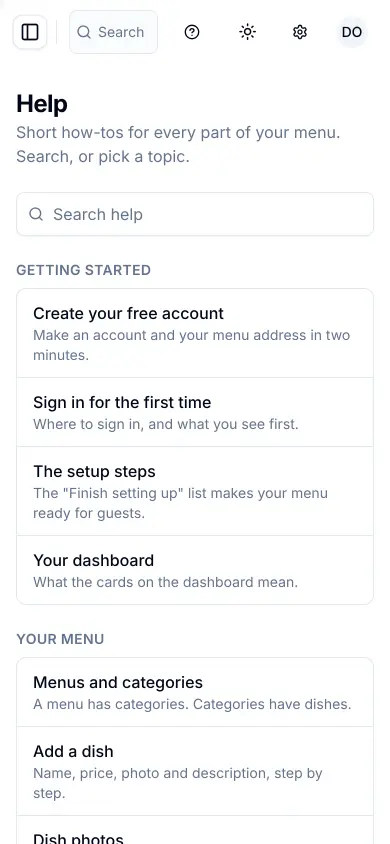 Search
DO
Help
Short how-tos for every part of your menu.
Search, or pick a topic.
Search help
GETTING STARTED
Create your free account
Make an account and your menu address in two
minutes.
Sign in for the first time
Where to sign in, and what you see first.
The setup steps
The "Finish setting up" list makes your menu
ready for guests.
Your dashboard
What the cards on the dashboard mean.
YOUR MENU
Menus and categories
A menu has categories. Categories have dishes.
Add a dish
Name, price, photo and description, step by
step.
Dish photos